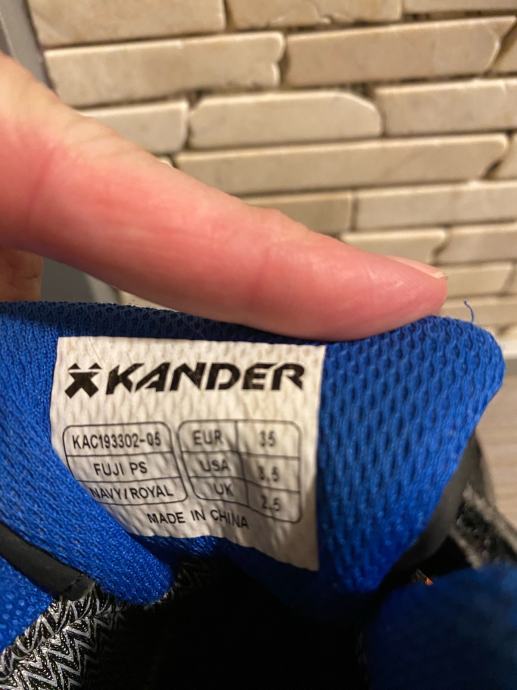 KANDER
KAC193302-05
FUJI PS
NAVY/ROYAL
EUR 35
USA 3,5
UK 2,5
MADE IN CHINA